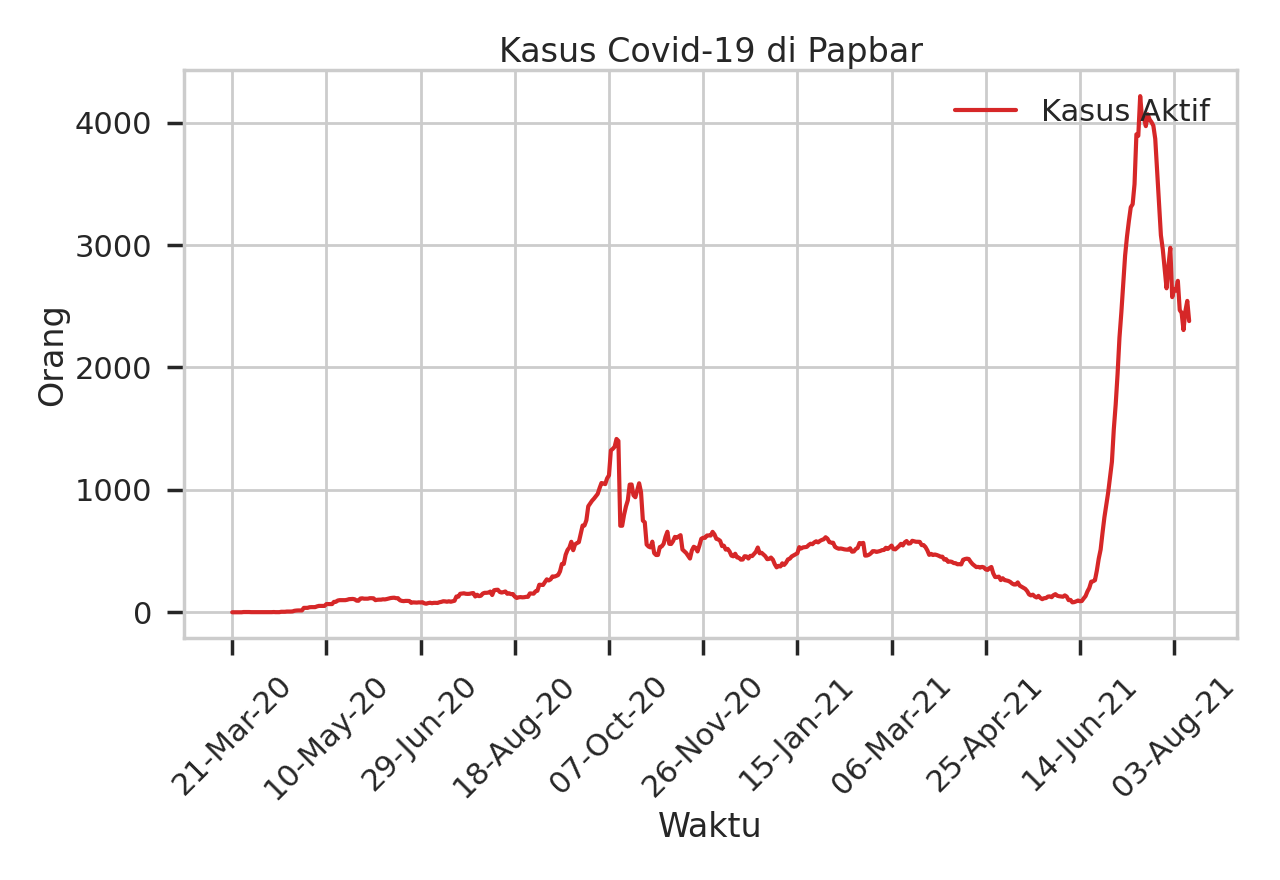 Kasus Covid-19 di Papbar
Kasus Aktif
4000
3000
2000
1000
0
Orang
21-Mar-20
10-May-20
29-Jun-20
18-Aug-20
07-Oct-20
26-Nov-20
15-Jan-21
06-Mar-21
25-Apr-21
14-Jun-21
03-Aug-21
Waktu